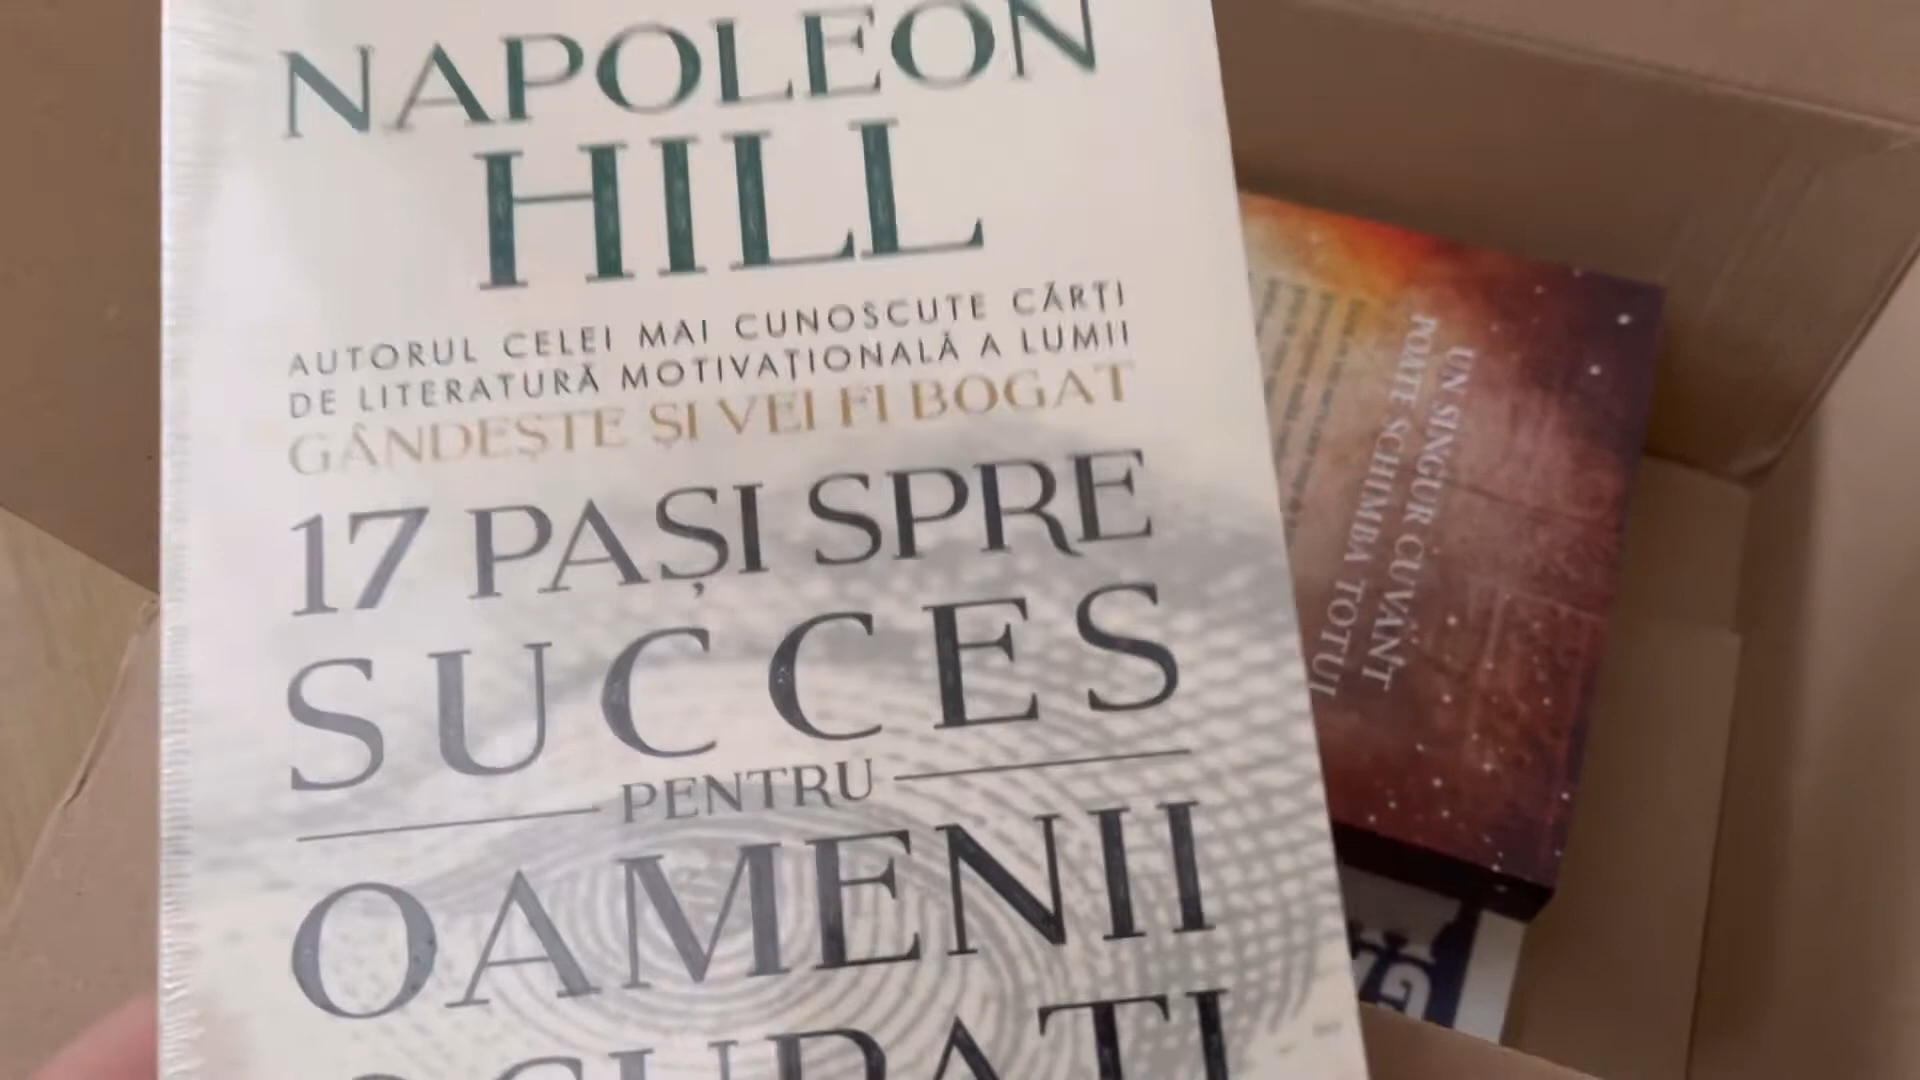 NAPOLEON
HILL
AUTORUL CELEI MAI CUNOSCUTE CĂRȚI
DE LITERATURĂ MOTIVAȚIONALĂ A LUMII
GÂNDEȘTE ȘI VEI FI BOGAT
17 PAȘI SPRE
SUCCES
PENTRU
OAMENII
OCUPAȚI
UN SINGUR CUVÂNT
POATE SCHIMBA TOTUL